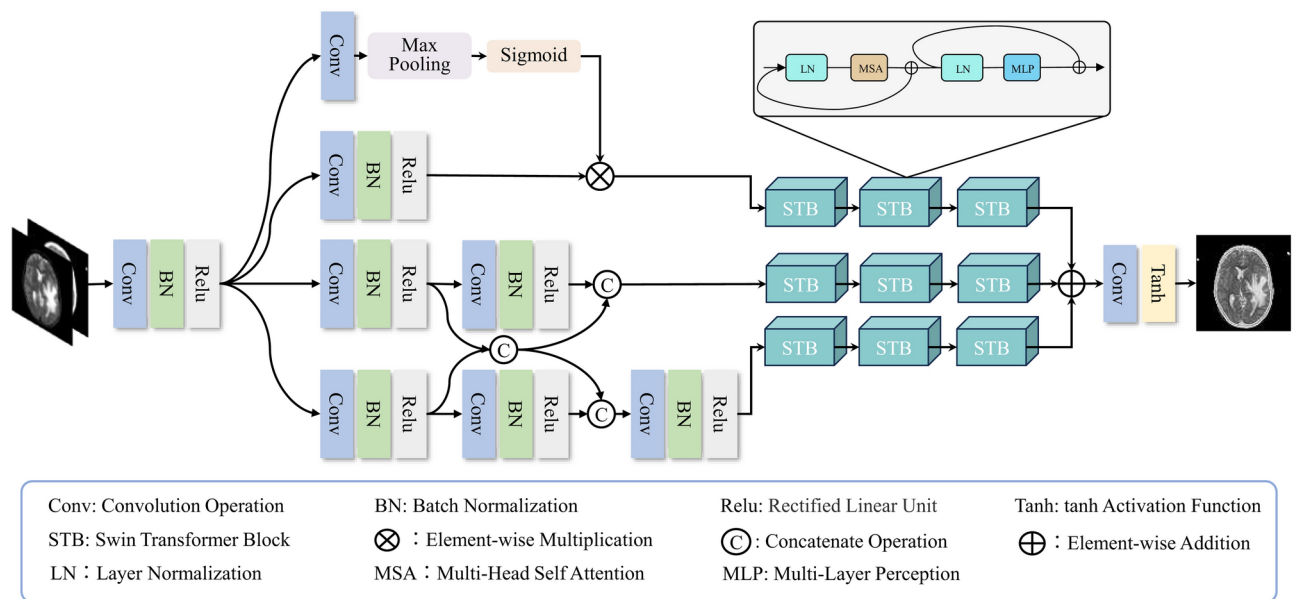 Conv
Max
Pooling
Sigmoid
LN
MSA
LN
MLP
Conv
BN
Relu
STB
STB
STB
Conv
BN
Relu
Conv
BN
Relu
Conv
BN
Relu
C
STB
STB
STB
Conv
Tanh
C
STB
STB
STB
Conv
BN
Relu
Conv
BN
Relu
C
Conv
BN
Relu
Conv: Convolution Operation
BN: Batch Normalization
Relu: Rectified Linear Unit
Tanh: tanh Activation Function
STB: Swin Transformer Block
⊗：Element-wise Multiplication
C: Concatenate Operation
⊕：Element-wise Addition
LN：Layer Normalization
MSA：Multi-Head Self Attention
MLP: Multi-Layer Perception